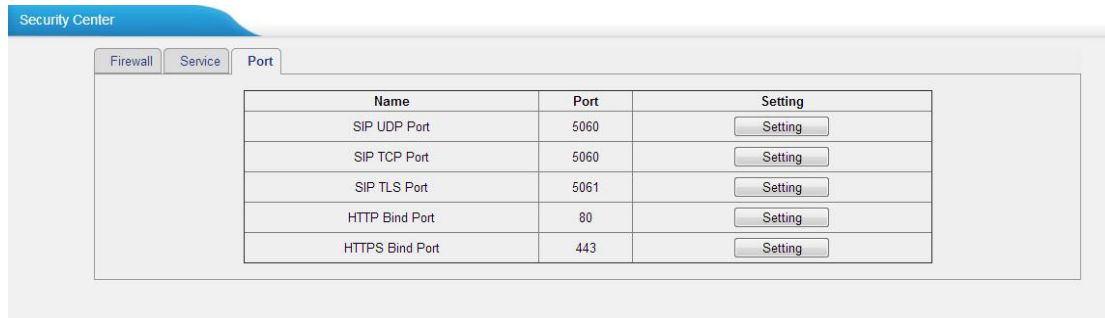 Security Center
Firewall Service Port
Name Port Setting
SIP UDP Port 5060 Setting
SIP TCP Port 5060 Setting
SIP TLS Port 5061 Setting
HTTP Bind Port 80 Setting
HTTPS Bind Port 443 Setting